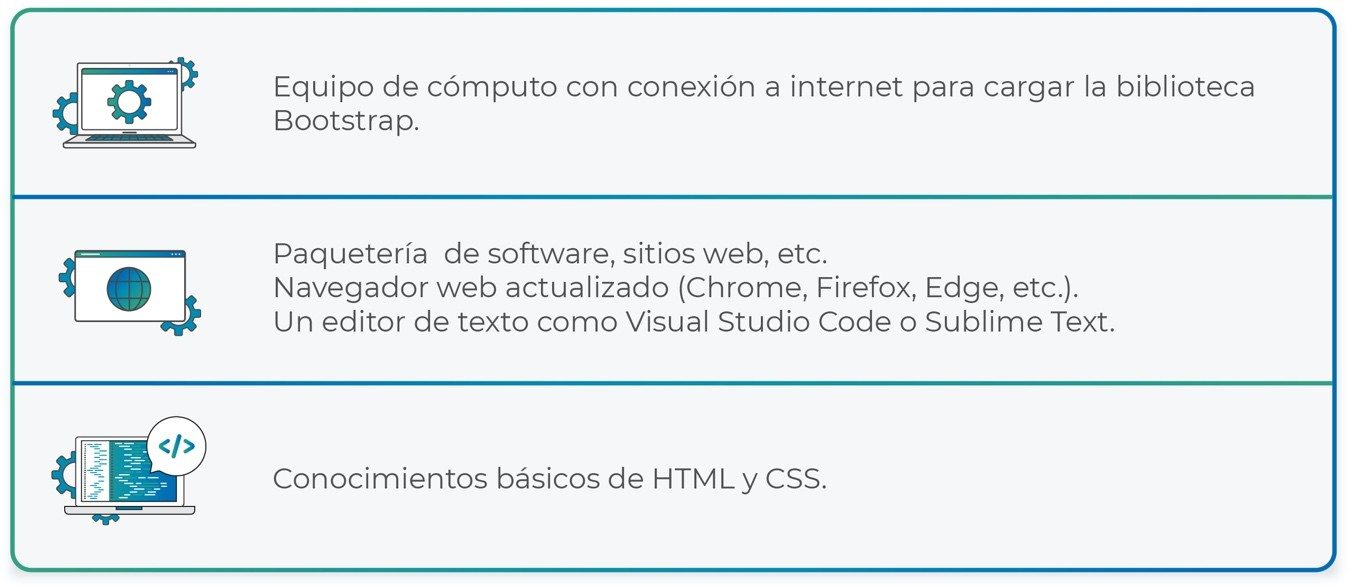 Equipo de cómputo con conexión a internet para cargar la biblioteca
Bootstrap.
Paquetería  de software, sitios web, etc.
Navegador web actualizado (Chrome, Firefox, Edge, etc.).
Un editor de texto como Visual Studio Code o Sublime Text.
</>
Conocimientos básicos de HTML y CSS.